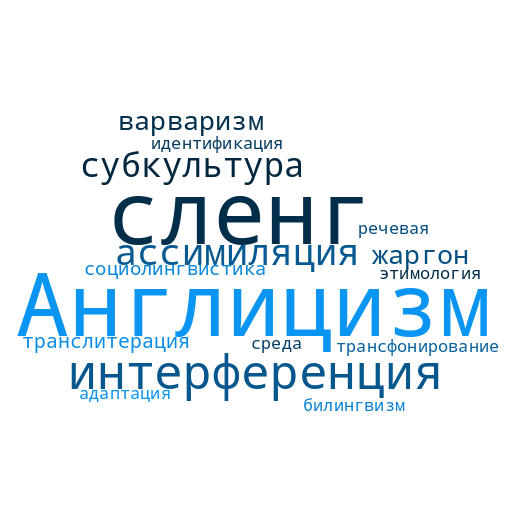 варваризм
идентификация
субкультура
сленг
речевая
ассимиляция жаргон
социолингвистика этимология
Англицизм
транслитерация среда трансфонирование
интерференция
адаптация
билингвизм